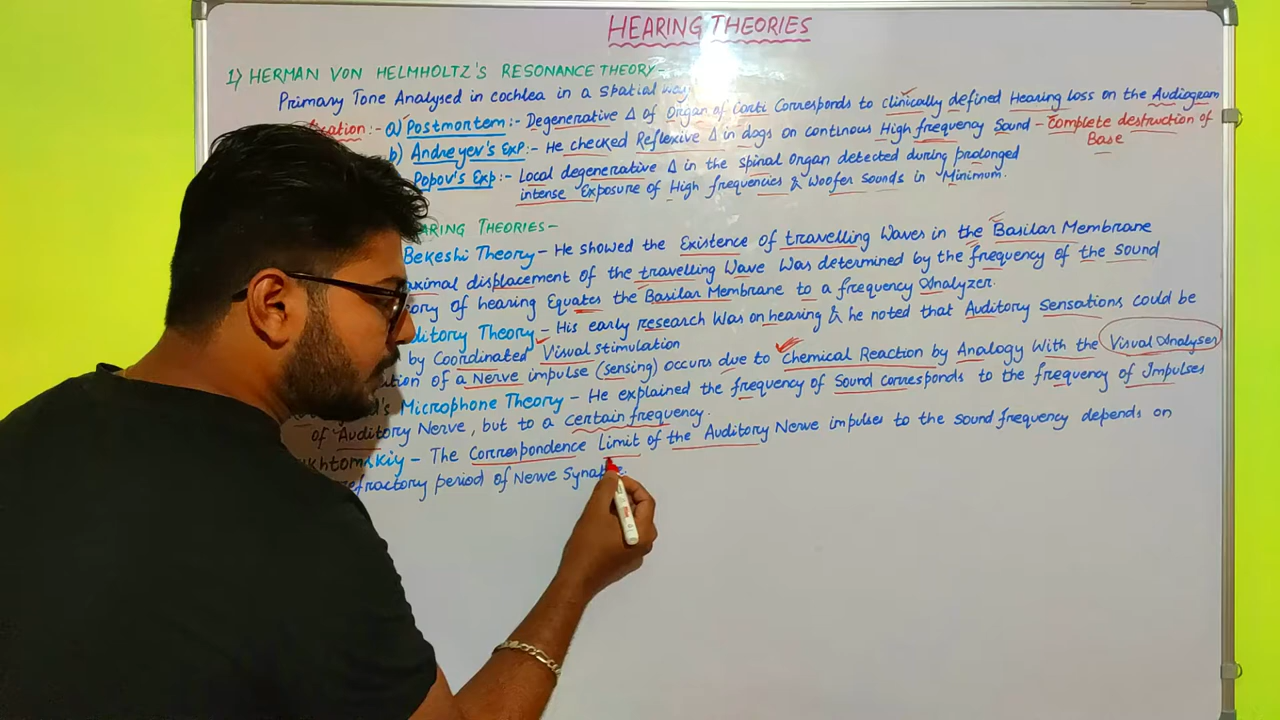 HEARING THEORIES
1) HERMAN VON HELMHOLTZ'S RESONANCE THEORY-
Primary Tone Analysed in cochlea in a spatial way
:- a) Postmortem :- Degenerative Δ of Organ of Corti Corresponds to clinically defined Hearing loss on the Audiogram
b) Andreyev's Exp :- He checked Reflexive Δ in dogs on continous High frequency Sound - Complete destruction of Base
Popov's Exp :- Local degenerative Δ in the spinal Organ detected during prolonged
intense Exposure of High frequencies & Woofer Sounds in Minimum.
THEORIES-
Bekeshi Theory - He showed the Existence of travelling Waves in the Basilar Membrane
displacement of the travelling Wave Was determined by the frequency of the Sound
of hearing Equates the Basilar Membrane to a frequency Analyzer.
Theory - His early research Was on hearing & he noted that Auditory Sensations could be
by Coordinated Visual stimulation
of a Nerve impulse (sensing) occurs due to Chemical Reaction by Analogy With the Visual Analyser
Microphone Theory - He explained the frequency of Sound corresponds to the frequency of Impulses
of Auditory Nerve, but to a certain frequency.
- The Correspondence Limit of the Auditory Nerve impulses to the sound frequency depends on
refractory period of Nerve